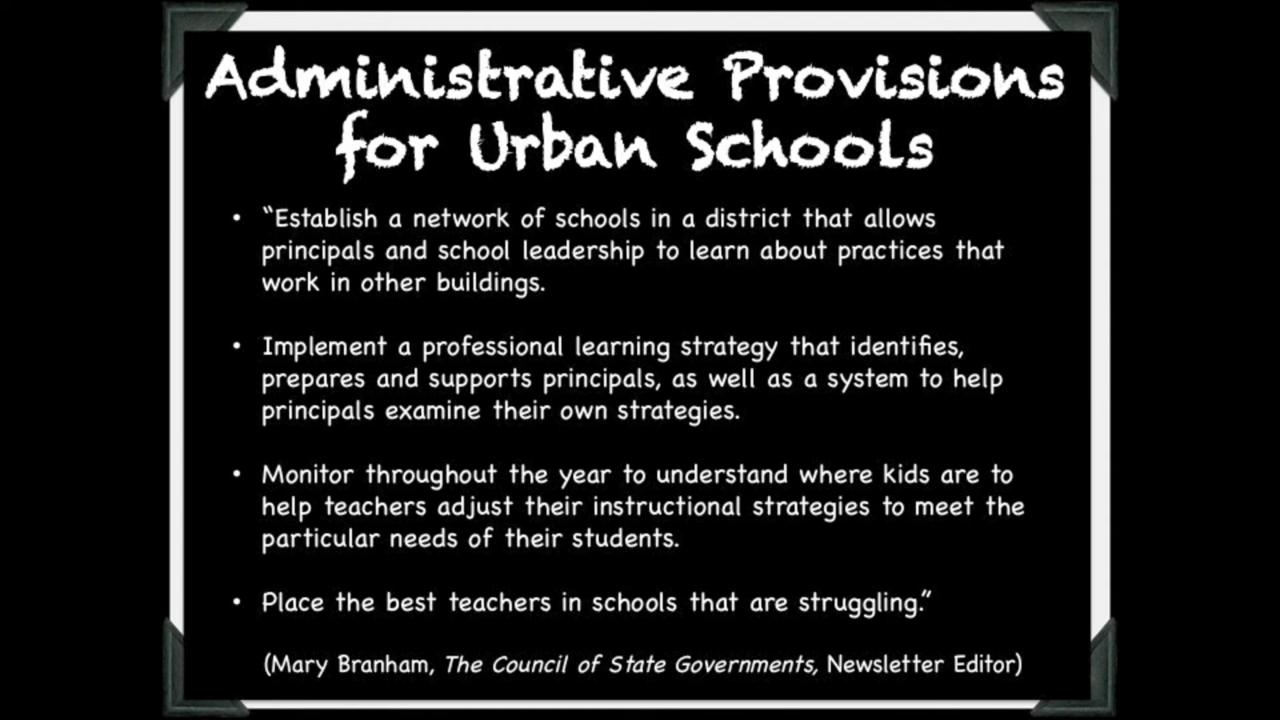 Administrative Provisions
for Urban Schools
• “Establish a network of schools in a district that allows
principals and school leadership to learn about practices that
work in other buildings.
• Implement a professional learning strategy that identifies,
prepares and supports principals, as well as a system to help
principals examine their own strategies.
• Monitor throughout the year to understand where kids are to
help teachers adjust their instructional strategies to meet the
particular needs of their students.
• Place the best teachers in schools that are struggling.”
(Mary Branham, The Council of State Governments, Newsletter Editor)